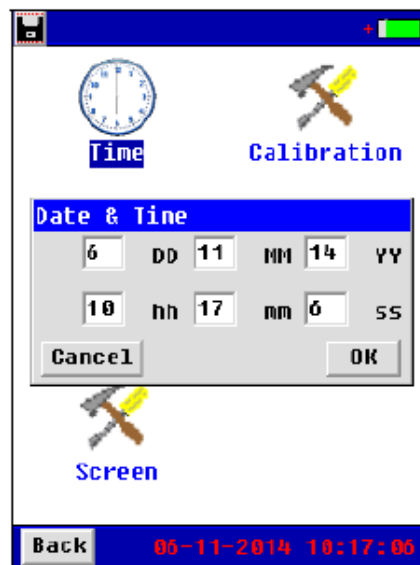 Time Calibration
Date & Time
6 DD 11 MM 14 YY
10 hh 17 mm 6 ss
Cancel OK
Screen
Back 06-11-2014 10:17:06